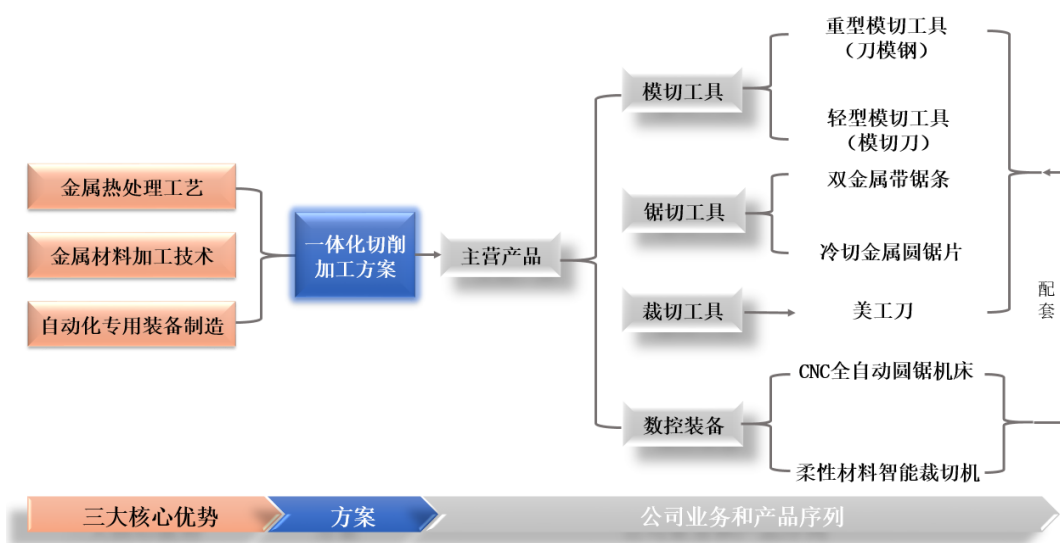 金属热处理工艺
金属材料加工技术
自动化专用装备制造
一体化切削
加工方案
主营产品
模切工具
重型模切工具
（刀模钢）
轻型模切工具
（模切刀）
锯切工具
双金属带锯条
冷切金属圆锯片
裁切工具
美工刀
数控装备
CNC全自动圆锯机床
柔性材料智能裁切机
配
套
三大核心优势
方案
公司业务和产品序列